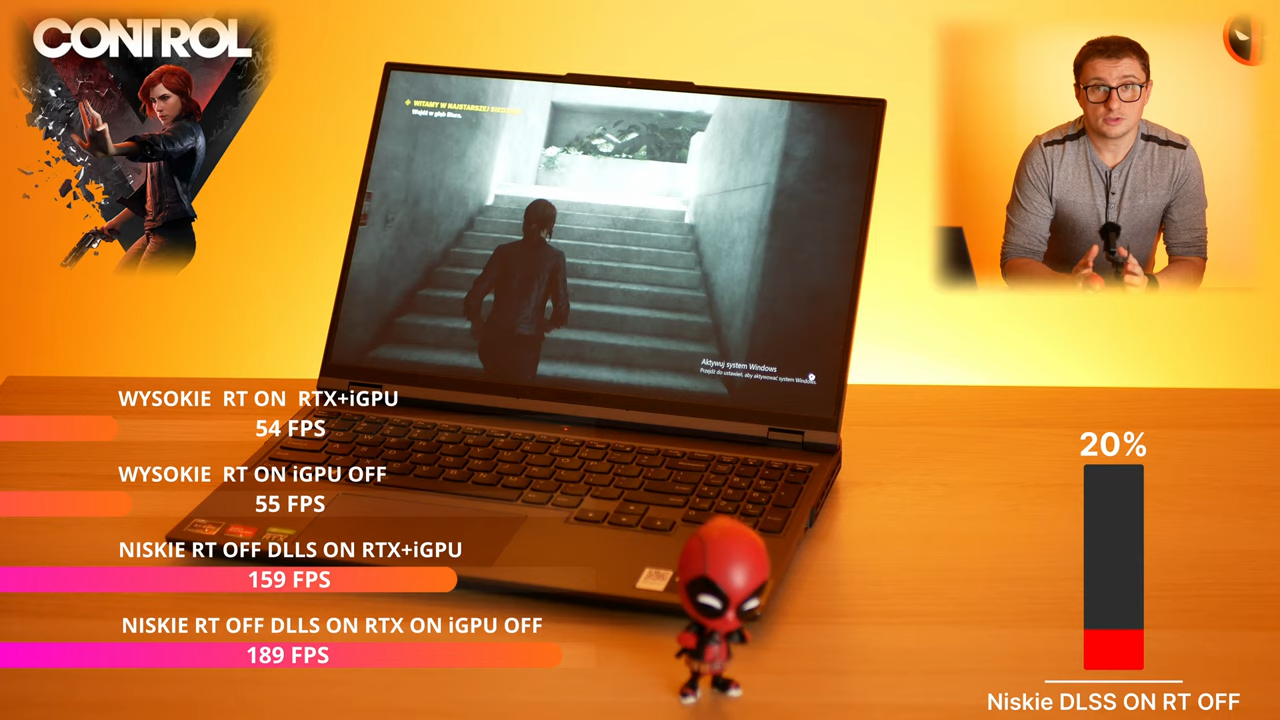 CONTROL
WITAMY W NAJSTARSZEJ
Wejdź w głąb Biura.
Aktywuj system Windows
Przejdź do ustawień, aby aktywować system Windows.
WYSOKIE RT ON RTX+iGPU
54 FPS
WYSOKIE RT ON iGPU OFF
55 FPS
NISKIE RT OFF DLLS ON RTX+iGPU
159 FPS
NISKIE RT OFF DLLS ON RTX ON iGPU OFF
189 FPS
20%
Niskie DLSS ON RT OFF